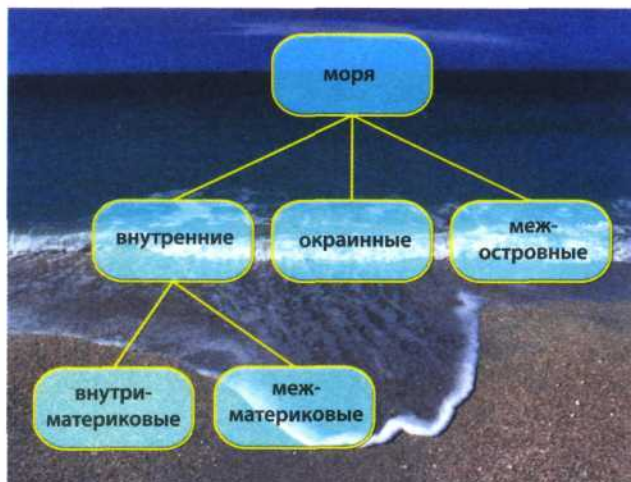 моря
внутренние
окраинные
меж-
островные
внутри-
материковые
меж-
материковые